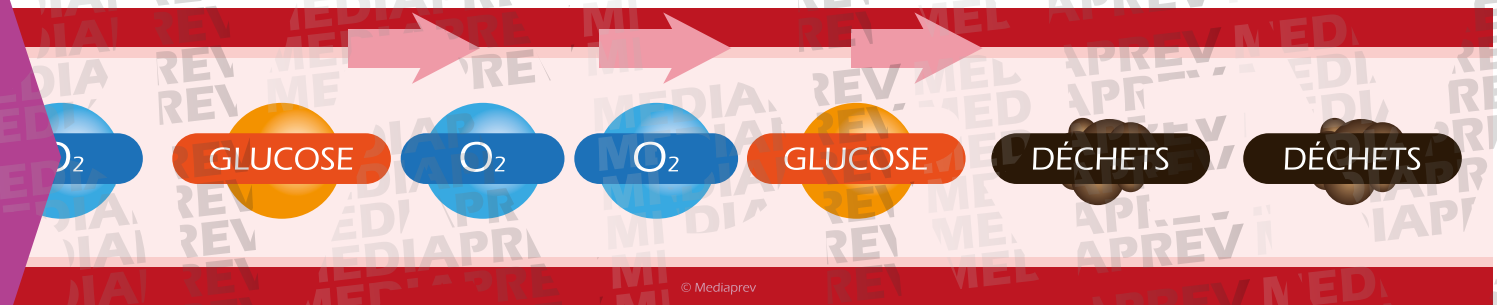 O₂
GLUCOSE
O₂
O₂
GLUCOSE
DÉCHETS
DÉCHETS
© Mediaprev